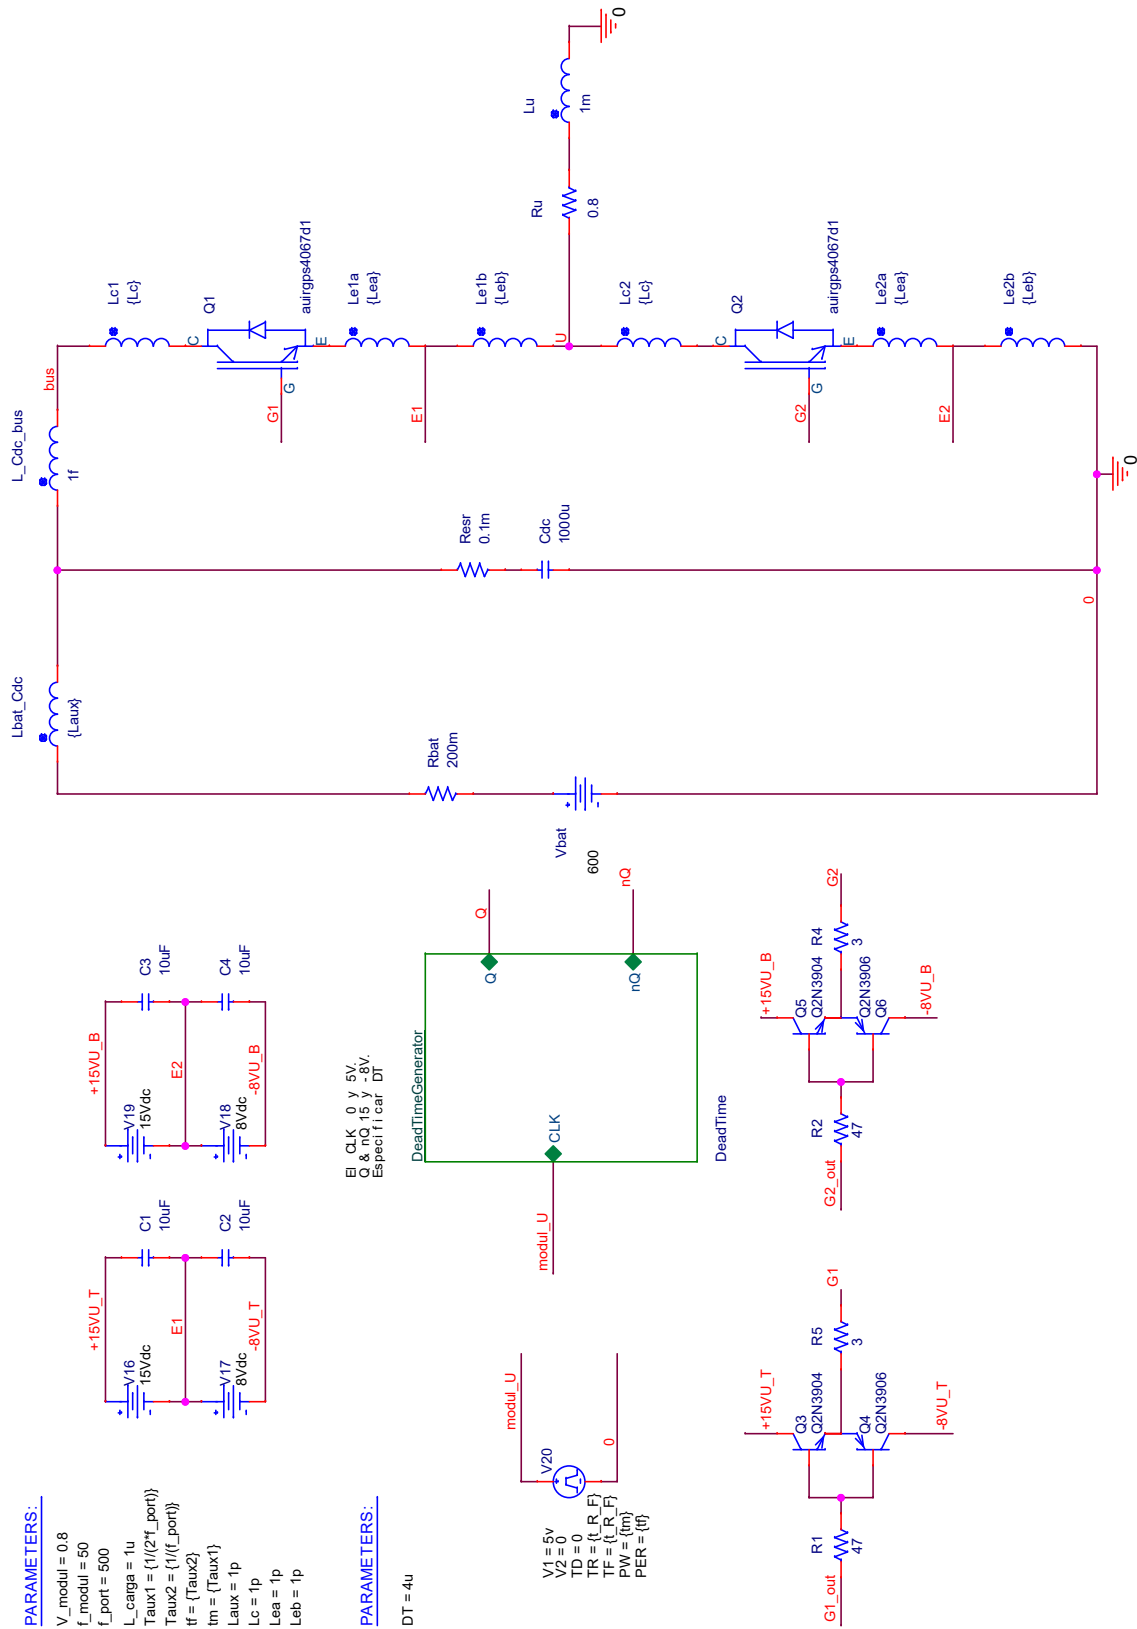 PARAMETERS:
V_modul = 0.8
f_modul = 50
f_port = 500
L_carga = 1u
Taux1 = {1/(2*f_port)}
Taux2 = {1/(f_port)}
tf = {Taux2}
tm = {Taux1}
Laux = 1p
Lc = 1p
Lea = 1p
Leb = 1p
PARAMETERS:
DT = 4u
+15VU_T
V16
15Vdc
C1
10uF
E1
V17
8Vdc
C2
10uF
-8VU_T
+15VU_B
V19
15Vdc
C3
10uF
E2
V18
8Vdc
C4
10uF
-8VU_B
El CLK 0 y 5V.
Q & nQ 15 y -8V.
Especificar DT
DeadTimeGenerator
CLK
Q
nQ
DeadTime
modul_U
Q
nQ
modul_U
V20
0
V1 = 5v
V2 = 0
TD = 0
TR = {t_R_F}
TF = {t_R_F}
PW = {tm}
PER = {tf}
G1_out
R1
47
+15VU_T
Q3
Q2N3904
Q4
Q2N3906
-8VU_T
R5
3
G1
G2_out
R2
47
+15VU_B
Q5
Q2N3904
Q2N3906
Q6
-8VU_B
R4
3
G2
Lbat_Cdc
{Laux}
Rbat
200m
Vbat
600
L_Cdc_bus
1f
Resr
0.1m
Cdc
1000u
0
0
bus
Lc1
{Lc}
C
Q1
G
G1
E
auirgps4067d1
Le1a
{Lea}
E1
Le1b
{Leb}
U
Ru
0.8
Lu
1m
0
Lc2
{Lc}
C
Q2
G
G2
E
auirgps4067d1
Le2a
{Lea}
E2
Le2b
{Leb}